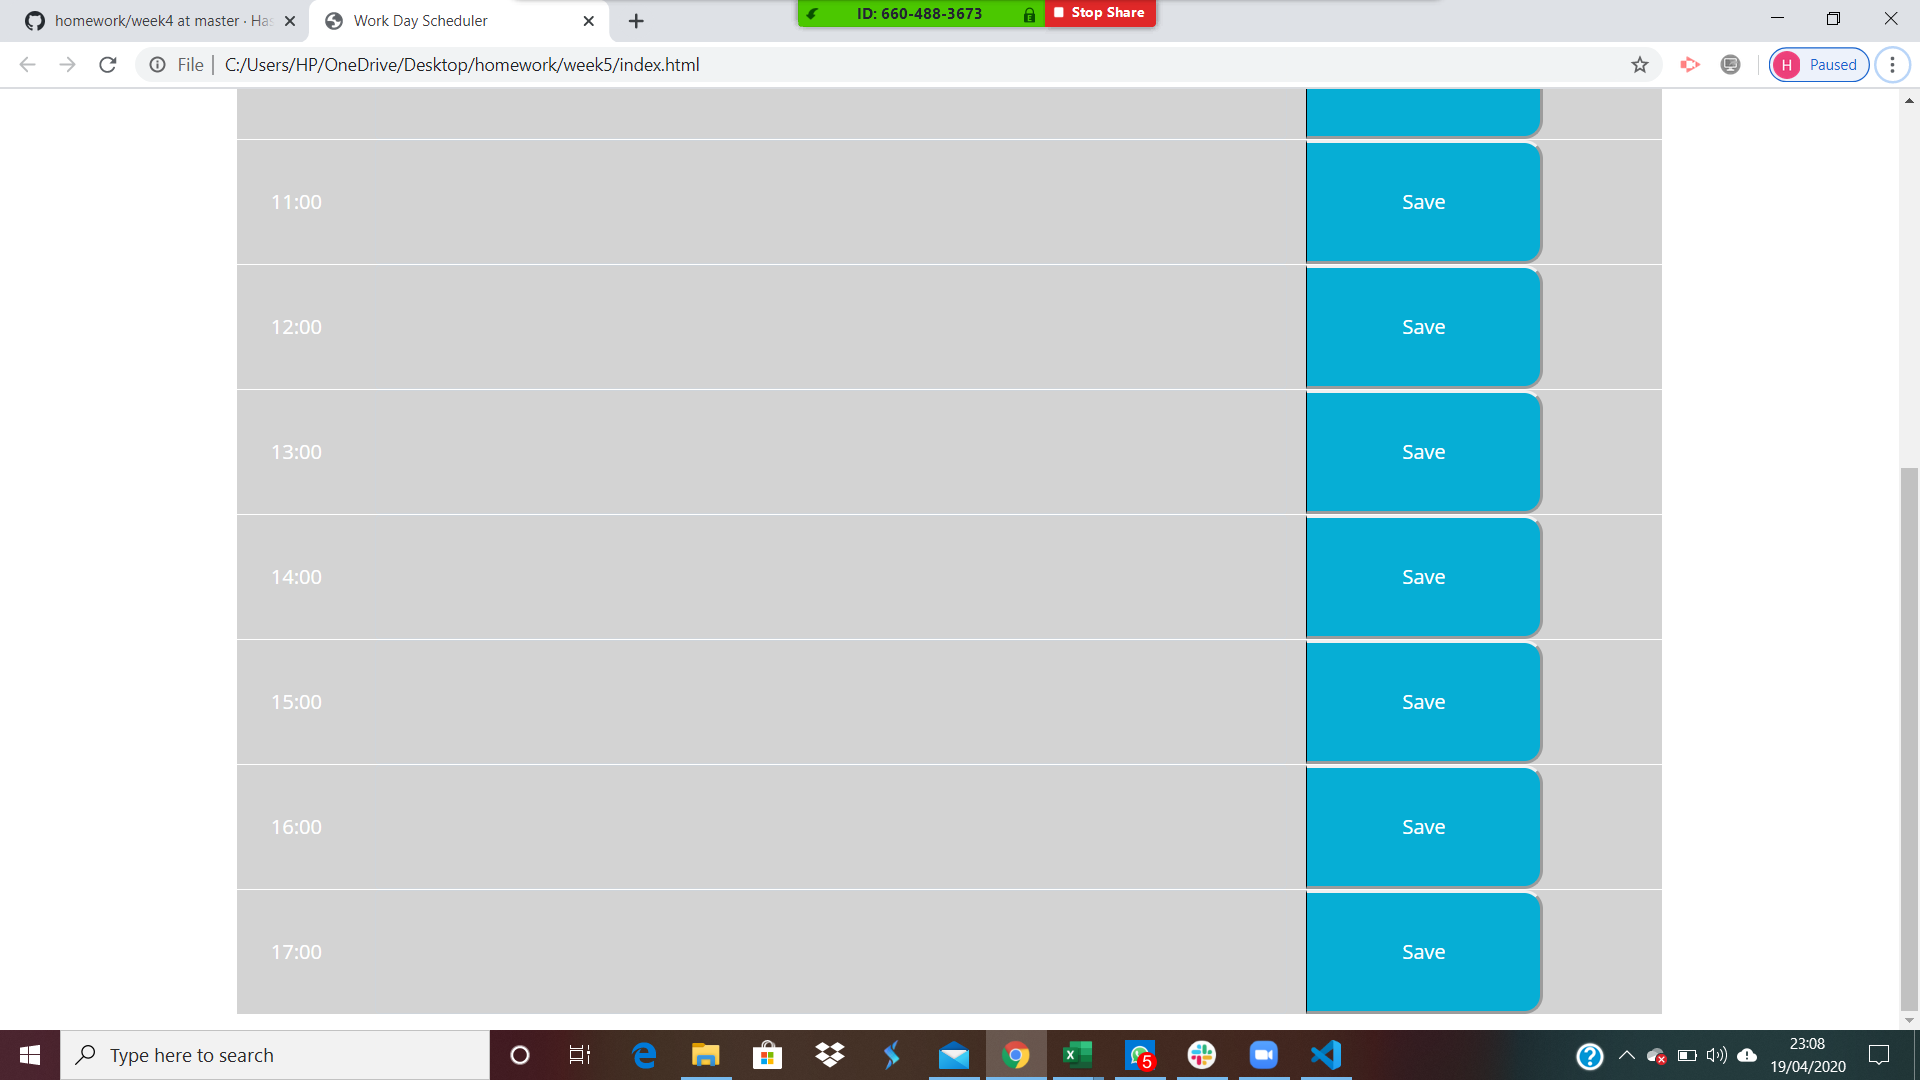 homework/week4 at master · Has
Work Day Scheduler
ID: 660-488-3673
Stop Share
File
C:/Users/HP/OneDrive/Desktop/homework/week5/index.html
H
Paused
11:00
Save
12:00
Save
13:00
Save
14:00
Save
15:00
Save
16:00
Save
17:00
Save
Type here to search
5
23:08
19/04/2020